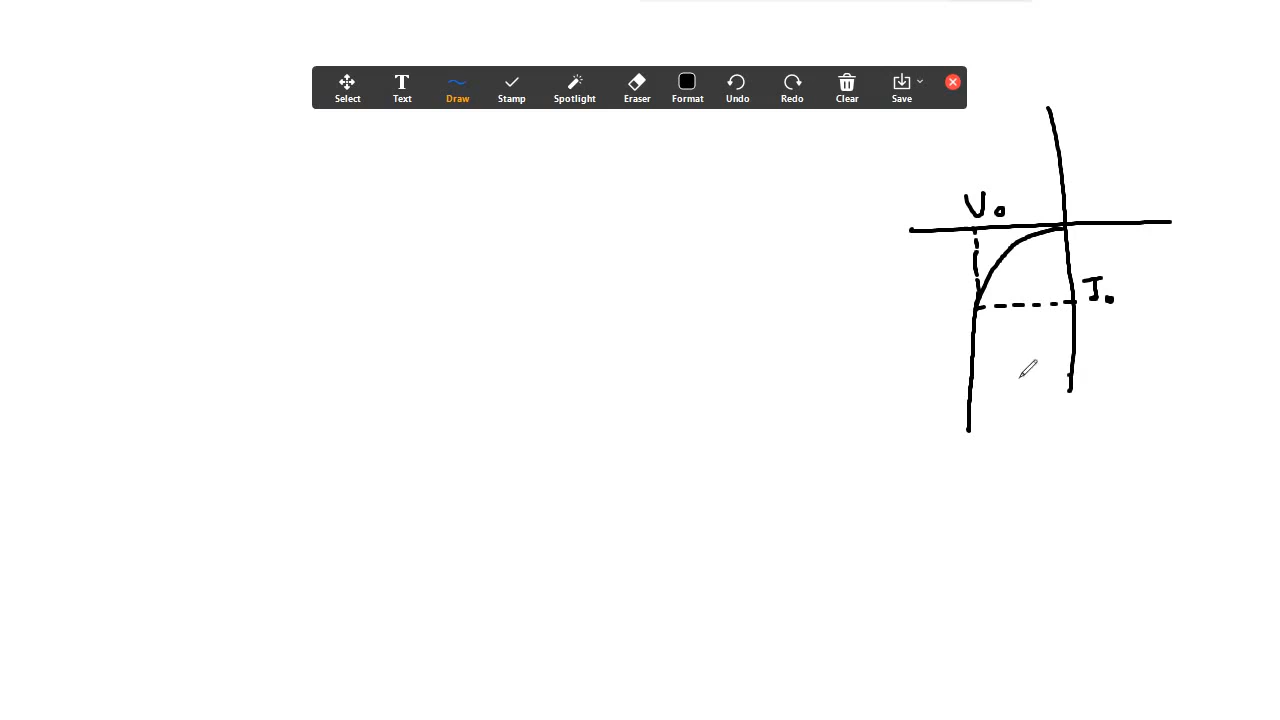 Select Text Draw Stamp Spotlight Eraser Format Undo Redo Clear Save
V₀
I₀